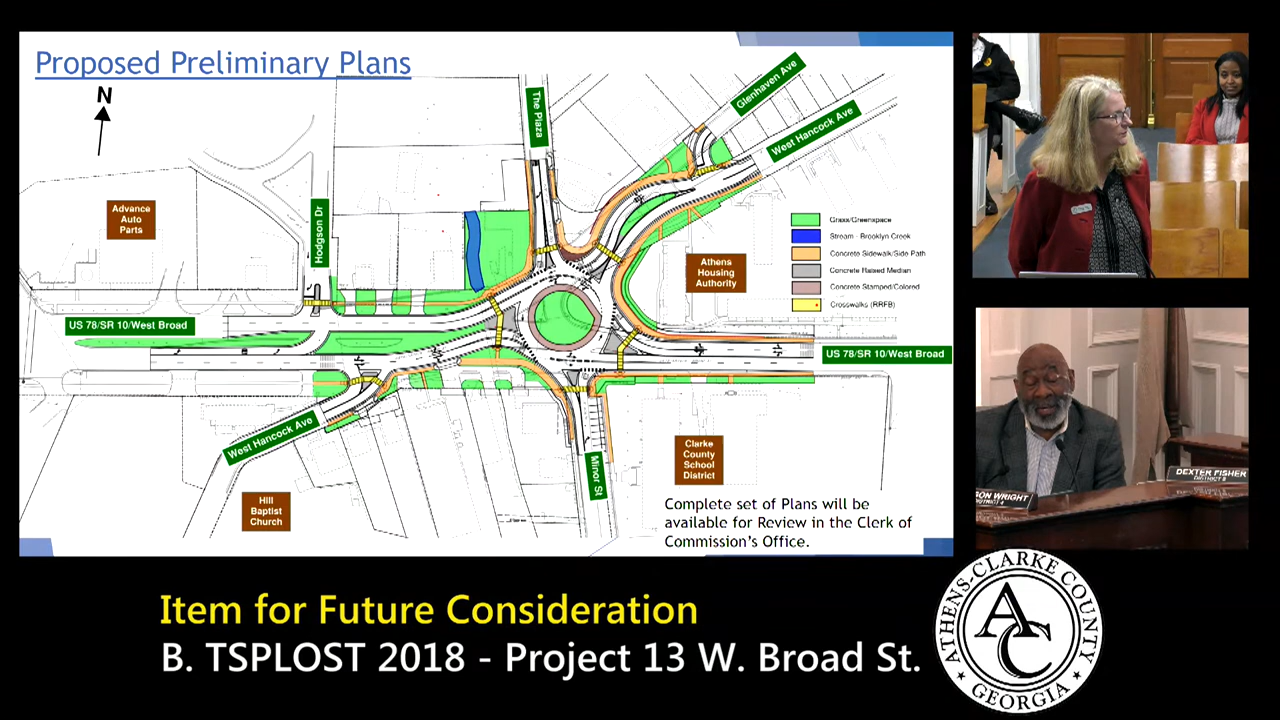 Proposed Preliminary Plans
N
The Plaza
Glenhaven Ave
West Hancock Ave
Advance
Auto
Parts
Hodgson Dr
Grass/Greenspace
Stream - Brooklyn Creek
Concrete Sidewalk/Side Path
Concrete Raised Median
Concrete Stamped/Colored
Crosswalks (RRFB)
Athens
Housing
Authority
US 78/SR 10/West Broad
US 78/SR 10/West Broad
West Hancock Ave
Minor St
Clarke
County
School
District
Hill
Baptist
Church
Complete set of Plans will be
available for Review in the Clerk of
Commission's Office.
SON WRIGHT
DISTRICT 4
DEXTER FISHER
Item for Future Consideration
B. TSPLOST 2018 - Project 13 W. Broad St.
ATHENS-CLARKE COUNTY
AC
GEORGIA